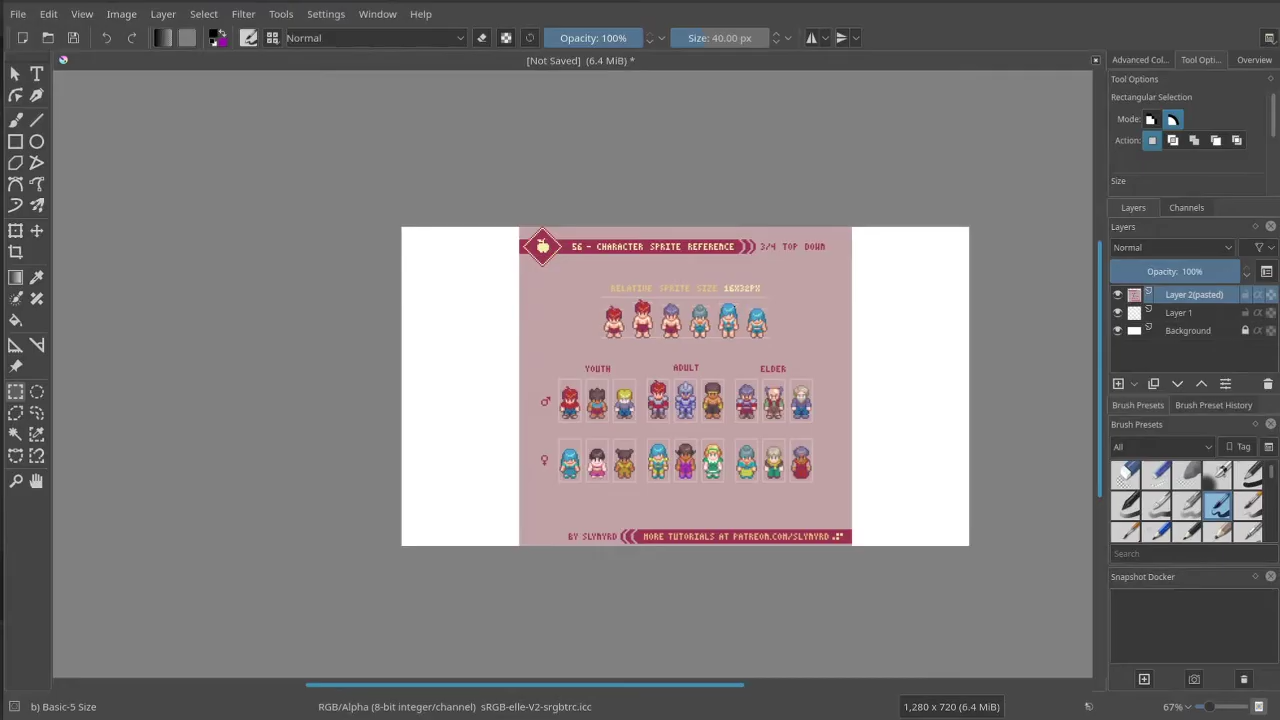 File Edit View Image Layer Select Filter Tools Settings Window Help
Normal Opacity: 100% Size: 40.00 px
[Not Saved] (6.4 MiB) *
Advanced Col... Tool Opti... Overview
Tool Options
Rectangular Selection
Mode:
Action:
Size
Layers Channels
Layers
Normal
Opacity: 100%
Layer 2(pasted)
Layer 1
Background
Brush Presets Brush Preset History
Brush Presets
All Tag
Search
Snapshot Docker
56 - CHARACTER SPRITE REFERENCE 3/4 TOP DOWN
RELATIVE SPRITE SIZE 16X32PX
YOUTH ADULT ELDER
♂
♀
BY SLYNYRD MORE TUTORIALS AT PATREON.COM/SLYNYRD
b) Basic-5 Size RGB/Alpha (8-bit integer/channel) sRGB-elle-V2-srgbtrc.icc 1,280 x 720 (6.4 MiB) 67%